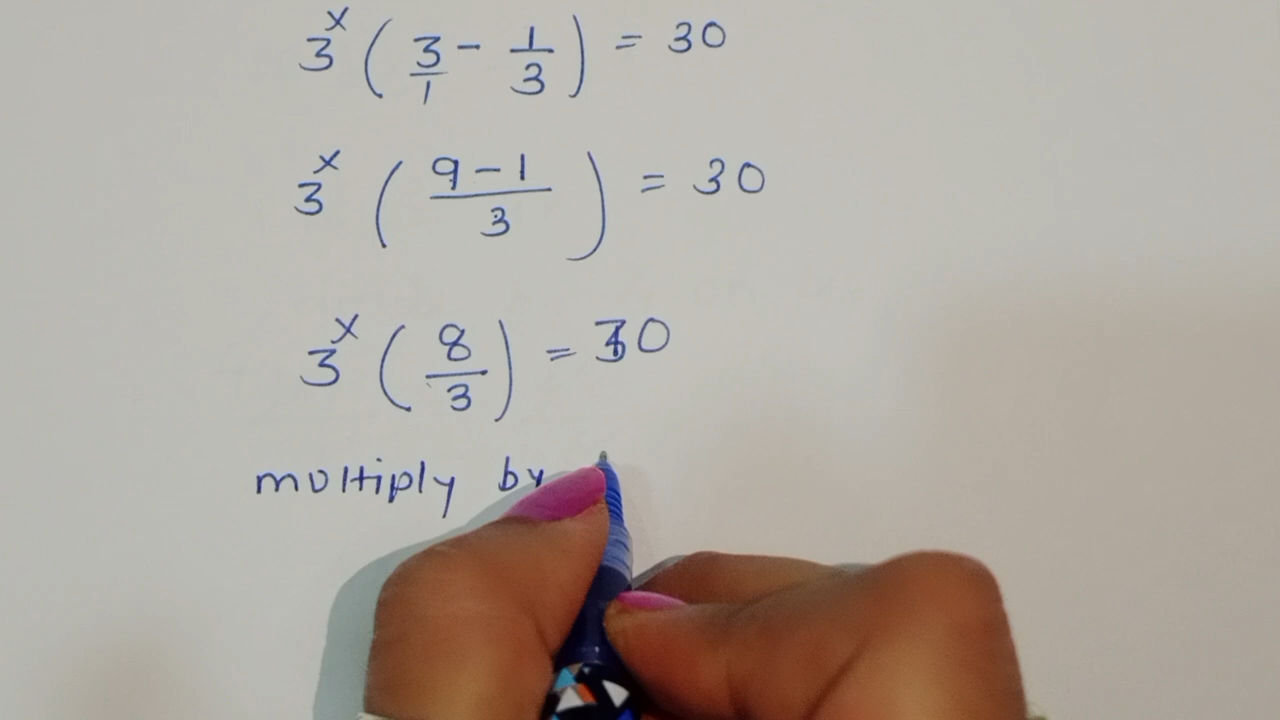 3^x (3/1 - 1/3) = 30
3^x (9-1/3) = 30
3^x (8/3) = 30
multiply by